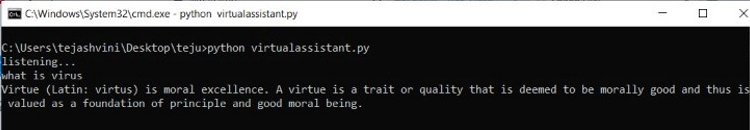 C:\Windows\System32\cmd.exe - python  virtualassistant.py
C:\Users\tejashvini\Desktop\teju>python virtualassistant.py
listening...
what is virus
Virtue (Latin: virtus) is moral excellence. A virtue is a trait or quality that is deemed to be morally good and thus is
valued as a foundation of principle and good moral being.